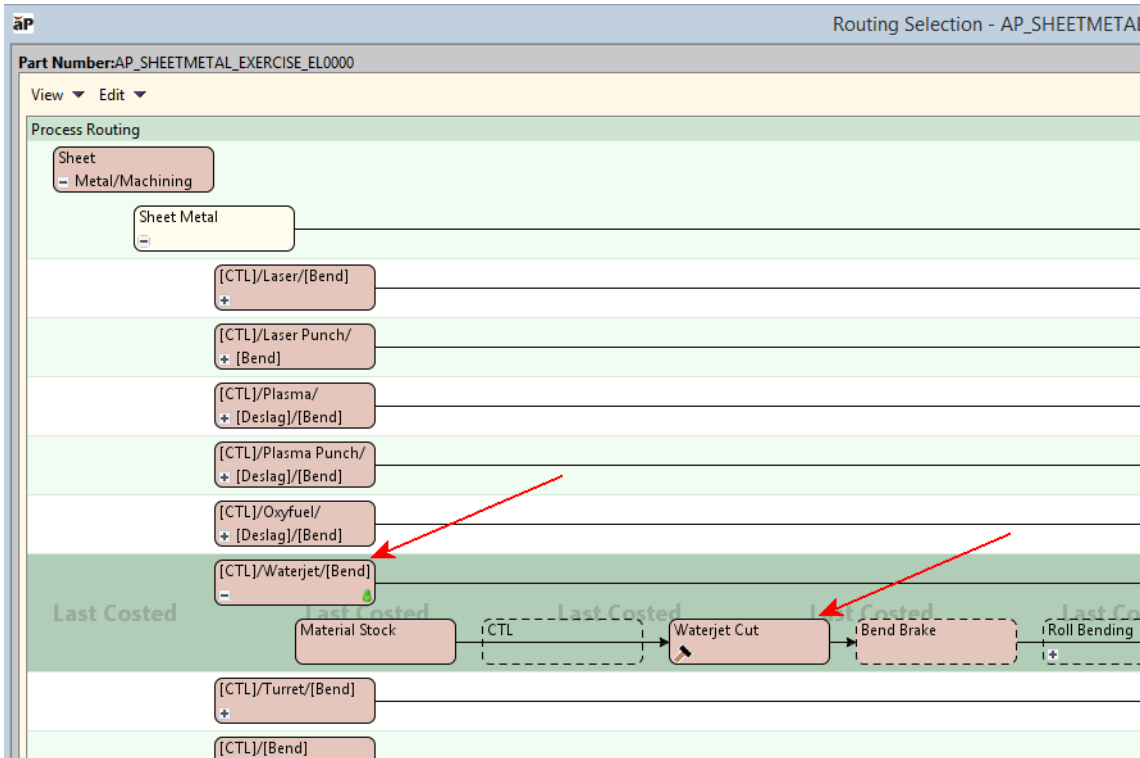 ăP
Routing Selection - AP_SHEETMETAL
Part Number:AP_SHEETMETAL_EXERCISE_EL0000
View Edit
Process Routing
Sheet
Metal/Machining
Sheet Metal
[CTL]/Laser/[Bend]
[CTL]/Laser Punch/
[Bend]
[CTL]/Plasma/
[Deslag]/[Bend]
[CTL]/Plasma Punch/
[Deslag]/[Bend]
[CTL]/Oxyfuel/
[Deslag]/[Bend]
[CTL]/Waterjet/[Bend]
Last Costed Last Costed Last Costed Last Costed Last Co
Material Stock CTL Waterjet Cut Bend Brake Roll Bending
[CTL]/Turret/[Bend]
[CTL]/[Bend]